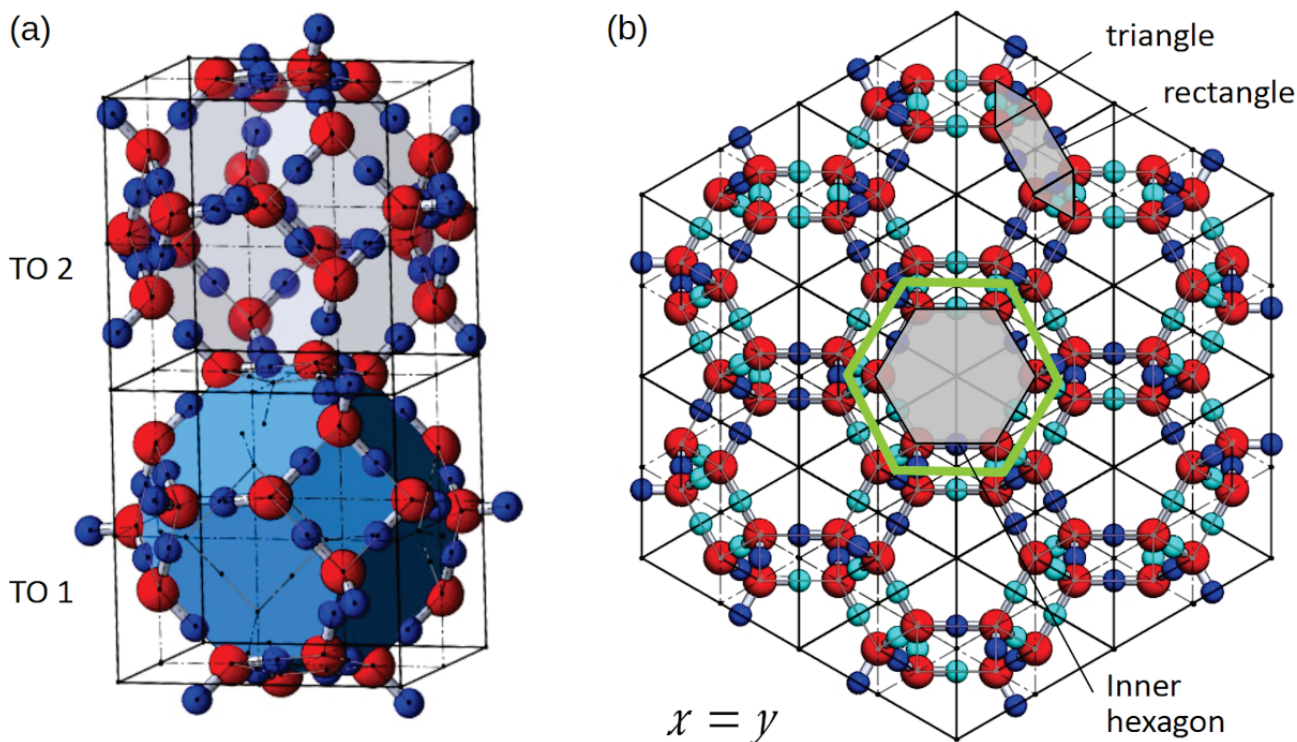 (a)
TO 2
TO 1
(b)
triangle
rectangle
Inner
hexagon
x = y